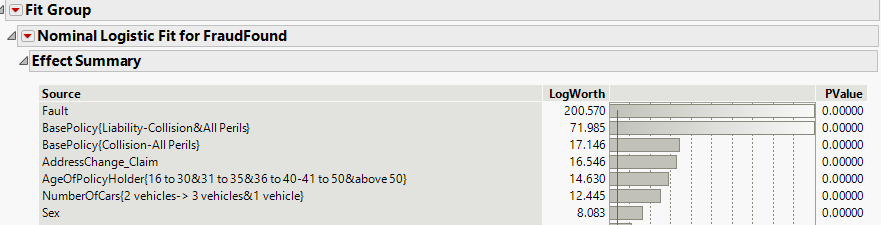 Fit Group
Nominal Logistic Fit for FraudFound
Effect Summary
Source LogWorth PValue
Fault 200.570 0.00000
BasePolicy{Liability-Collision&All Perils} 71.985 0.00000
BasePolicy{Collision-All Perils} 17.146 0.00000
AddressChange_Claim 16.546 0.00000
AgeOfPolicyHolder{16 to 30&31 to 35&36 to 40-41 to 50&above 50} 14.630 0.00000
NumberOfCars{2 vehicles-> 3 vehicles&1 vehicle} 12.445 0.00000
Sex 8.083 0.00000